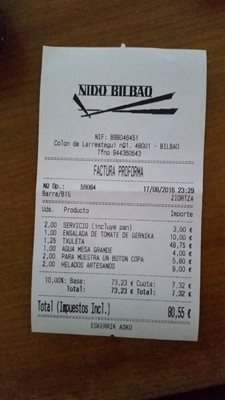 NIDO BILBAO
NIF: B98046451
Colon de Larreategui nº1. 48001 - BILBAO
Tfno 944360643
FACTURA PROFORMA
Nº Op.: 59084 17/08/2016 23:29
Barra/B15 ZIORTZA
Uds. Producto Importe
2,00 SERVICIO (incluye pan) 3,00 €
1,00 ENSALADA DE TOMATE DE GERNIKA 10,00 €
1,25 TXULETA 48,75 €
1,00 AGUA MESA GRANDE 4,00 €
2,00 PARA MUESTRA UN BOTON COPA 5,80 €
2,00 HELADOS ARTESANOS 9,00 €
10,00%: Base: 73,23 € Cuota: 7,32 €
Total: 73,23 € Total: 7,32 €
Total (Impuestos Incl.) 80,55 €
ESKERRIK ASKO